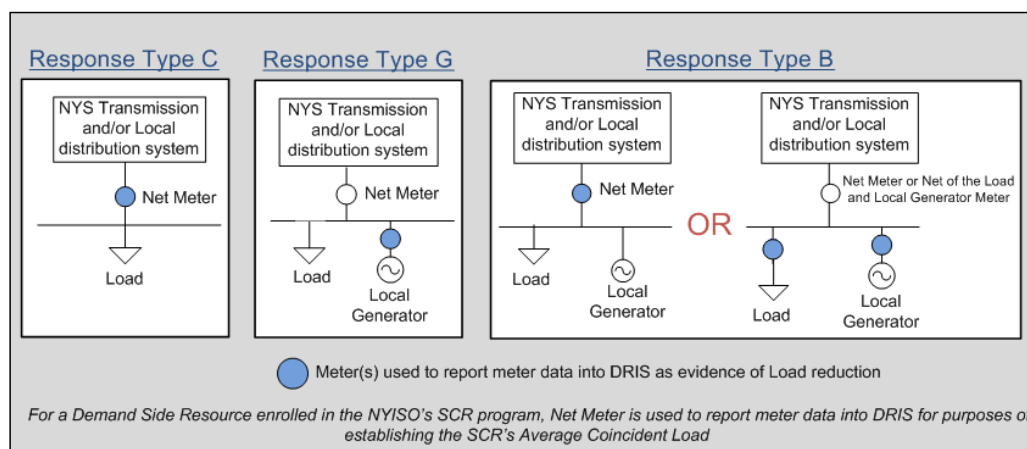 Response Type C
NYS Transmission
and/or Local
distribution system
Net Meter
Load
Response Type G
NYS Transmission
and/or Local
distribution system
Net Meter
Load
Local
Generator
Response Type B
NYS Transmission
and/or Local
distribution system
Net Meter
Load
Local
Generator
OR
NYS Transmission
and/or Local
distribution system
Net Meter or Net of the Load
and Local Generator Meter
Load
Local
Generator
Meter(s) used to report meter data into DRIS as evidence of Load reduction
For a Demand Side Resource enrolled in the NYISO's SCR program, Net Meter is used to report meter data into DRIS for purposes of
establishing the SCR's Average Coincident Load